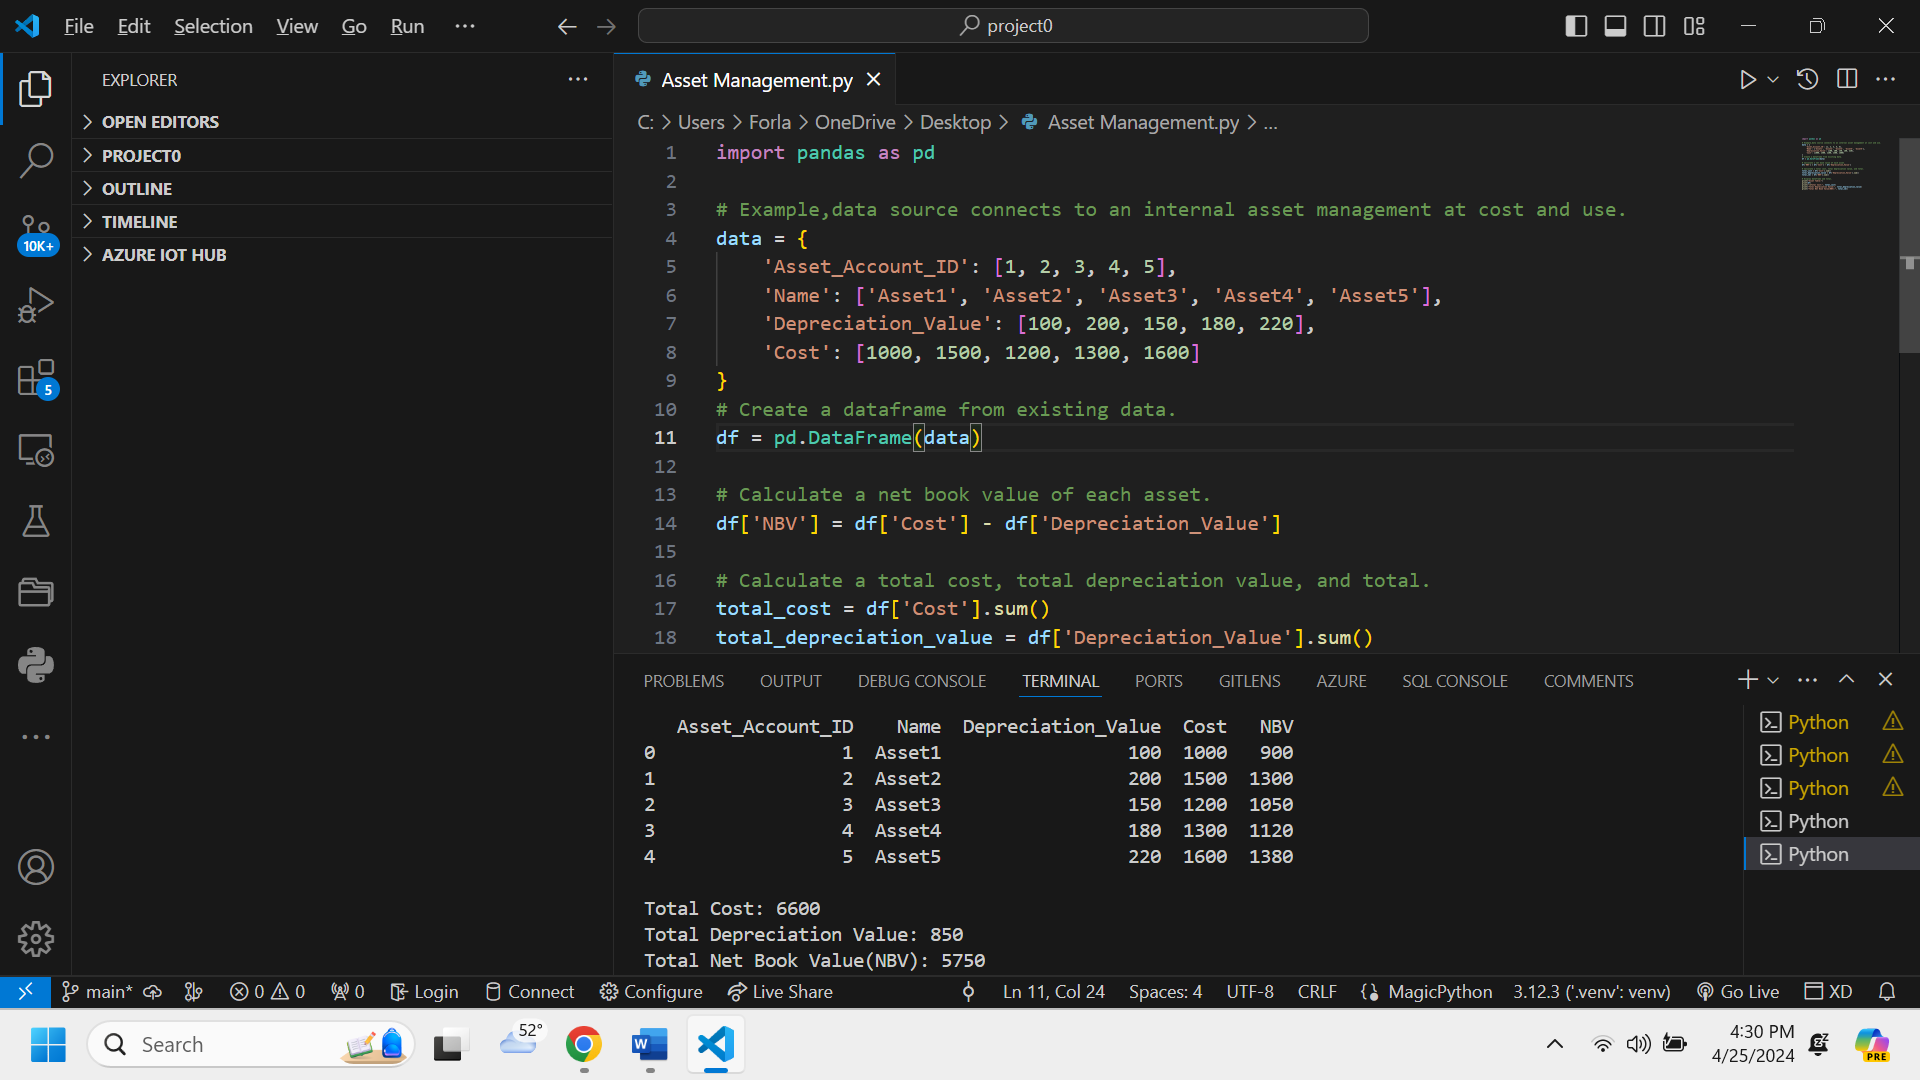 File Edit Selection View Go Run ...
project0
EXPLORER
OPEN EDITORS
PROJECT0
OUTLINE
TIMELINE
AZURE IOT HUB
10K+
5
Asset Management.py
C: > Users > Forla > OneDrive > Desktop > Asset Management.py > ...
1 import pandas as pd
2
3 # Example,data source connects to an internal asset management at cost and use.
4 data = {
5 'Asset_Account_ID': [1, 2, 3, 4, 5],
6 'Name': ['Asset1', 'Asset2', 'Asset3', 'Asset4', 'Asset5'],
7 'Depreciation_Value': [100, 200, 150, 180, 220],
8 'Cost': [1000, 1500, 1200, 1300, 1600]
9 }
10 # Create a dataframe from existing data.
11 df = pd.DataFrame(data)
12
13 # Calculate a net book value of each asset.
14 df['NBV'] = df['Cost'] - df['Depreciation_Value']
15
16 # Calculate a total cost, total depreciation value, and total.
17 total_cost = df['Cost'].sum()
18 total_depreciation_value = df['Depreciation_Value'].sum()
PROBLEMS OUTPUT DEBUG CONSOLE TERMINAL PORTS GITLENS AZURE SQL CONSOLE COMMENTS
Asset_Account_ID Name Depreciation_Value Cost NBV
0 1 Asset1 100 1000 900
1 2 Asset2 200 1500 1300
2 3 Asset3 150 1200 1050
3 4 Asset4 180 1300 1120
4 5 Asset5 220 1600 1380
Total Cost: 6600
Total Depreciation Value: 850
Total Net Book Value(NBV): 5750
Python
Python
Python
Python
Python
main* 0 0 0 Login Connect Configure Live Share Ln 11, Col 24 Spaces: 4 UTF-8 CRLF MagicPython 3.12.3 ('.venv': venv) Go Live XD
Search
52°
4:30 PM
4/25/2024
PRE